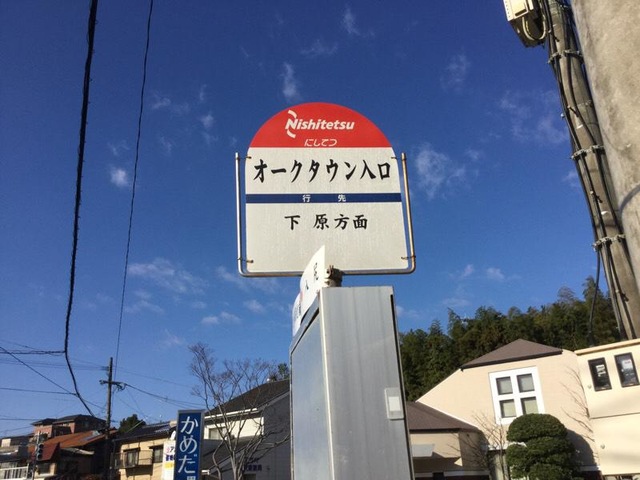 Nishitetsu
にしてつ
オークタウン入口
行先
下原方面
かめだ